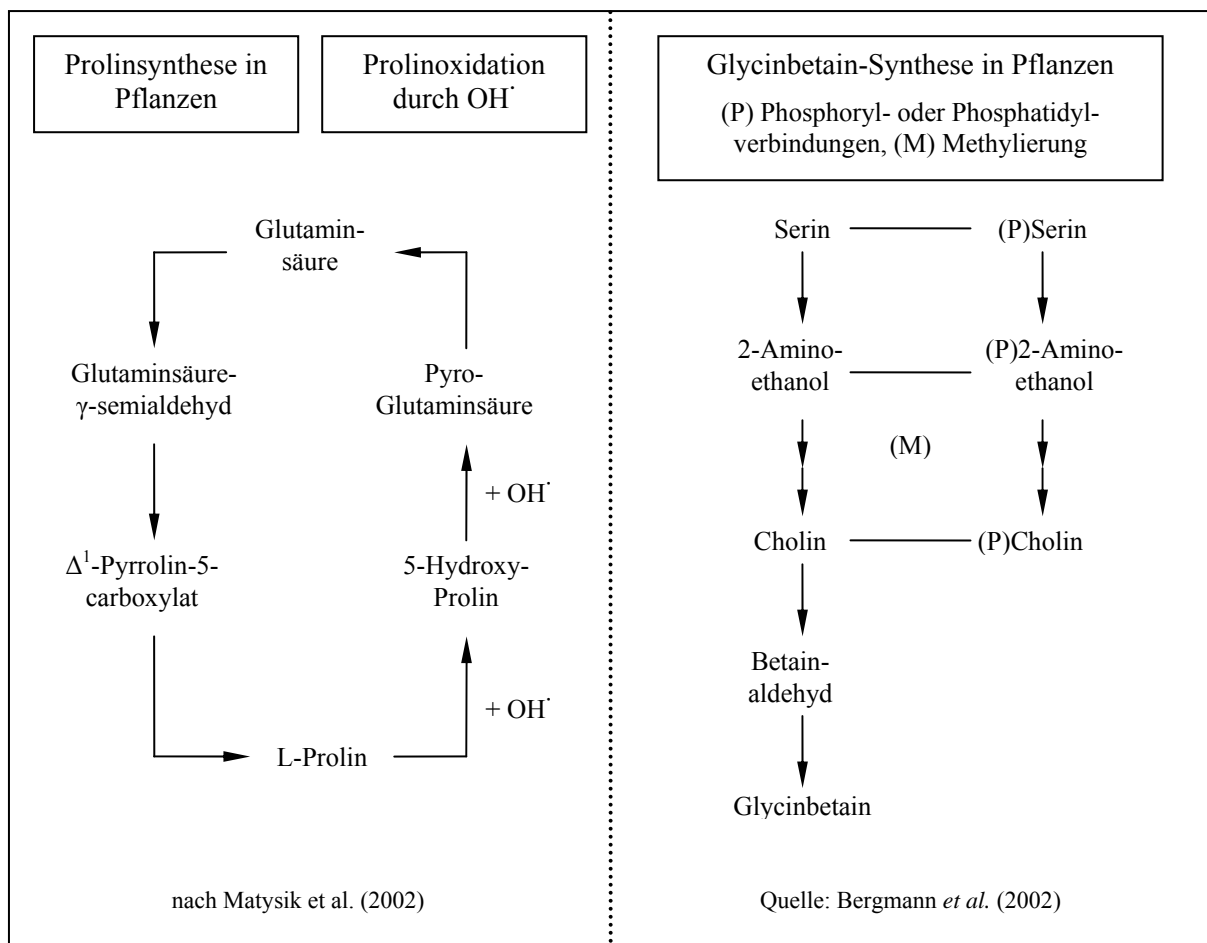 Prolinsynthese in
Pflanzen
Prolinoxidation
durch OH˙
Glutamin-
säure
Glutaminsäure-
γ-semialdehyd
Pyro-
Glutaminsäure
+ OH˙
Δ¹-Pyrrolin-5-
carboxylat
5-Hydroxy-
Prolin
+ OH˙
L-Prolin
nach Matysik et al. (2002)
Glycinbetain-Synthese in Pflanzen
(P) Phosphoryl- oder Phosphatidyl-
verbindungen, (M) Methylierung
Serin
(P)Serin
2-Amino-
ethanol
(P)2-Amino-
ethanol
(M)
Cholin
(P)Cholin
Betain-
aldehyd
Glycinbetain
Quelle: Bergmann et al. (2002)